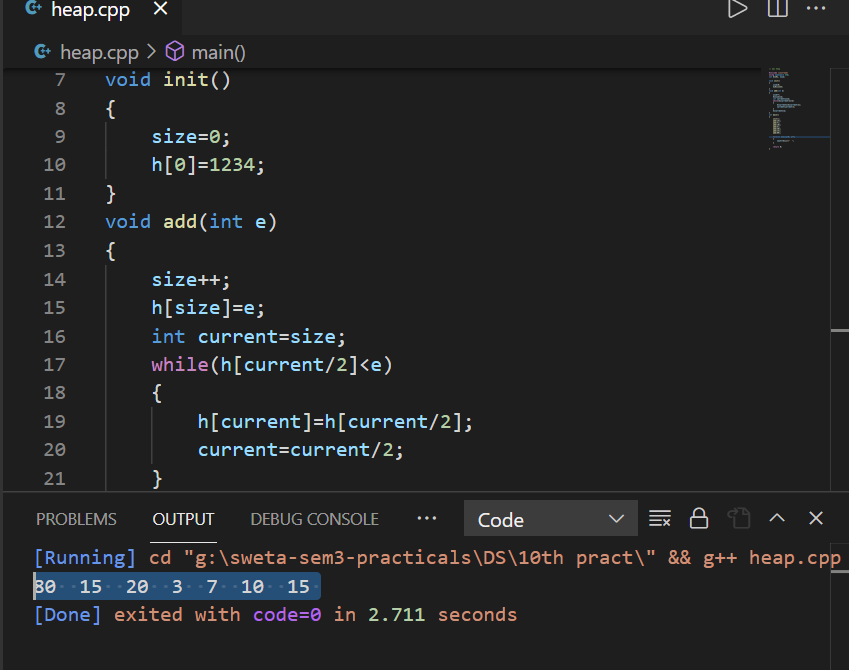 heap.cpp
heap.cpp > main()
7 void init()
8 {
9 size=0;
10 h[0]=1234;
11 }
12 void add(int e)
13 {
14 size++;
15 h[size]=e;
16 int current=size;
17 while(h[current/2]<e)
18 {
19 h[current]=h[current/2];
20 current=current/2;
21 }
PROBLEMS OUTPUT DEBUG CONSOLE ... Code
[Running] cd "g:\sweta-sem3-practicals\DS\10th pract\" && g++ heap.cpp
80 15 20 3 7 10 15
[Done] exited with code=0 in 2.711 seconds